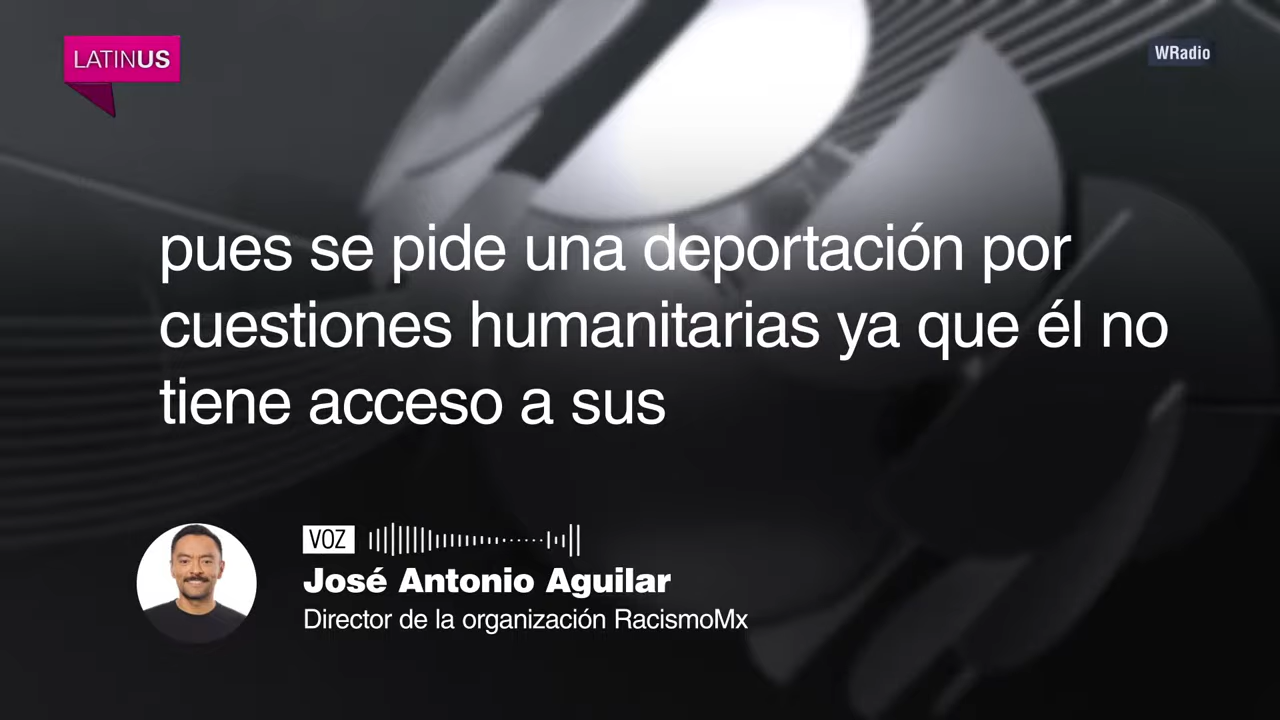 LATINUS
WRadio
pues se pide una deportación por
cuestiones humanitarias ya que él no
tiene acceso a sus
VOZ
José Antonio Aguilar
Director de la organización RacismoMx